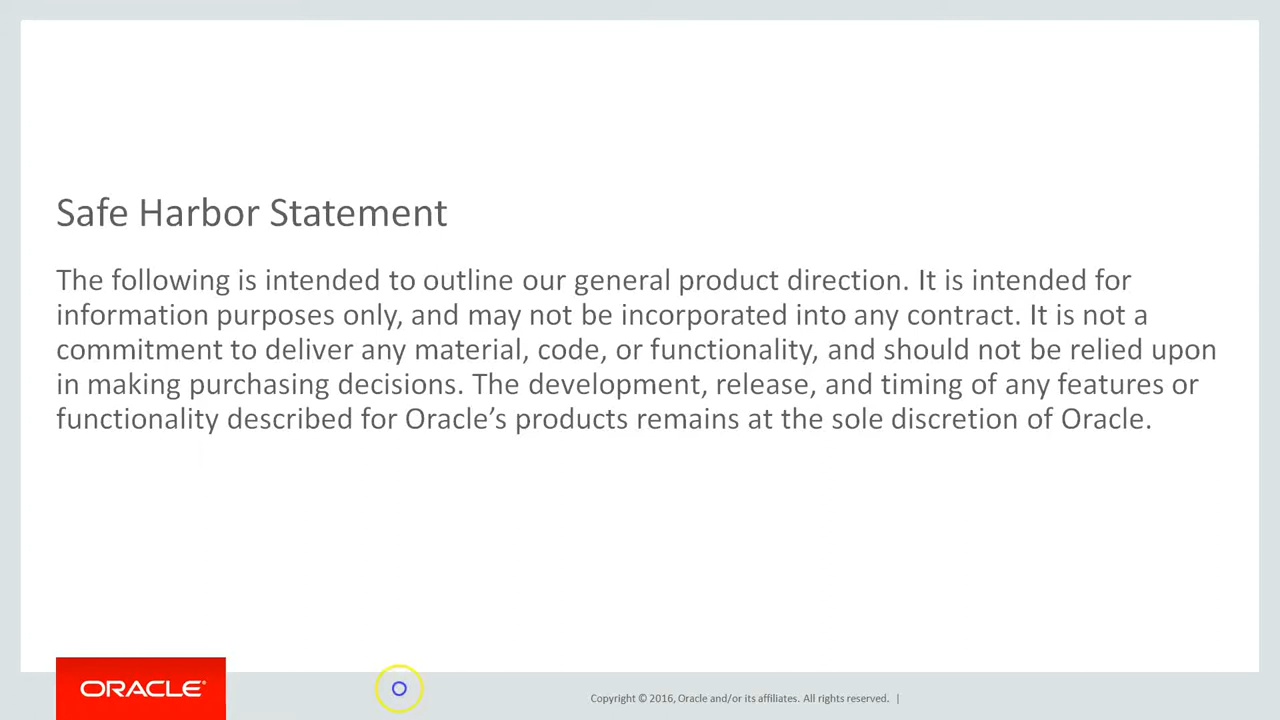 Safe Harbor Statement
The following is intended to outline our general product direction. It is intended for
information purposes only, and may not be incorporated into any contract. It is not a
commitment to deliver any material, code, or functionality, and should not be relied upon
in making purchasing decisions. The development, release, and timing of any features or
functionality described for Oracle’s products remains at the sole discretion of Oracle.
ORACLE®
Copyright © 2016, Oracle and/or its affiliates. All rights reserved. |